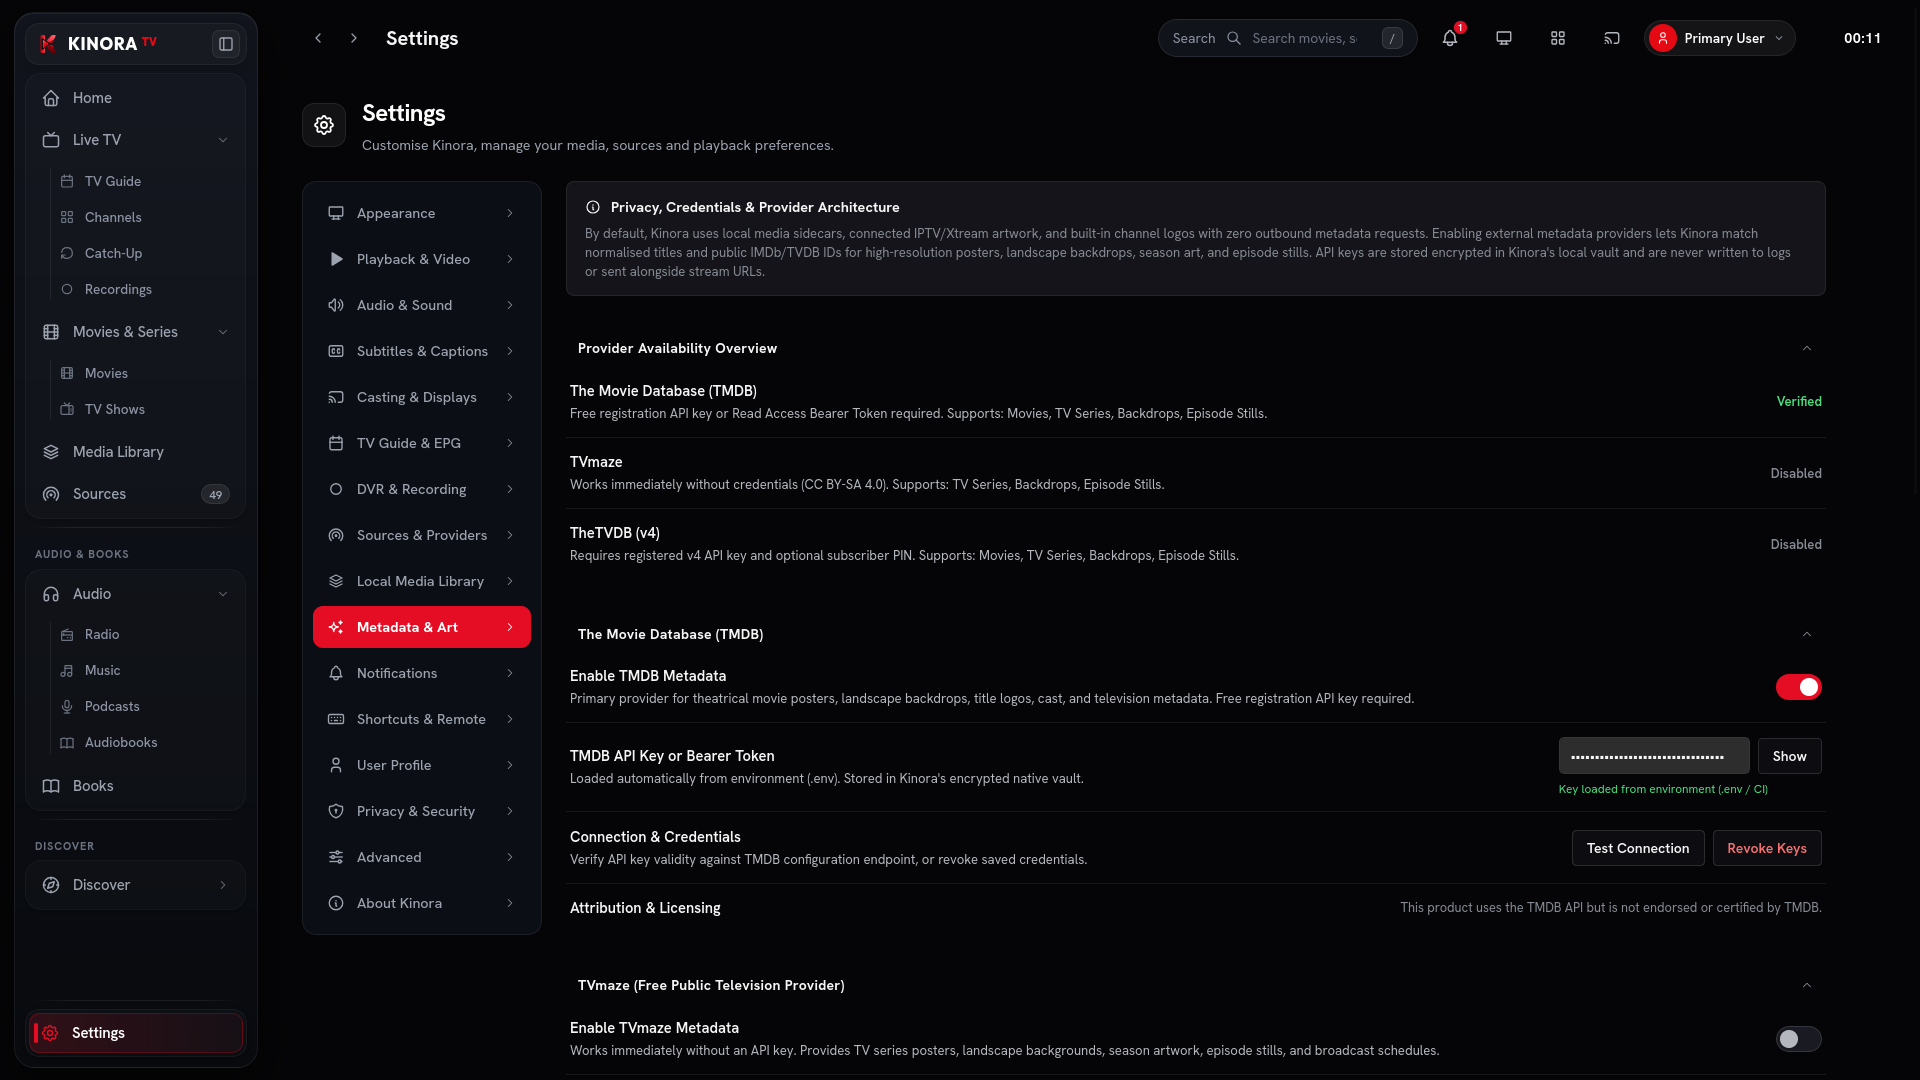 KINORA TV
Home
Live TV
TV Guide
Channels
Catch-Up
Recordings
Movies & Series
Movies
TV Shows
Media Library
Sources
49
AUDIO & BOOKS
Audio
Radio
Music
Podcasts
Audiobooks
Books
DISCOVER
Discover
Settings
Settings
Search
Search movies, s
/
1
Primary User
00:11
Settings
Customise Kinora, manage your media, sources and playback preferences.
Appearance
Playback & Video
Audio & Sound
Subtitles & Captions
Casting & Displays
TV Guide & EPG
DVR & Recording
Sources & Providers
Local Media Library
Metadata & Art
Notifications
Shortcuts & Remote
User Profile
Privacy & Security
Advanced
About Kinora
Privacy, Credentials & Provider Architecture
By default, Kinora uses local media sidecars, connected IPTV/Xtream artwork, and built-in channel logos with zero outbound metadata requests. Enabling external metadata providers lets Kinora match
normalised titles and public IMDb/TVDB IDs for high-resolution posters, landscape backdrops, season art, and episode stills. API keys are stored encrypted in Kinora's local vault and are never written to logs
or sent alongside stream URLs.
Provider Availability Overview
The Movie Database (TMDB)
Free registration API key or Read Access Bearer Token required. Supports: Movies, TV Series, Backdrops, Episode Stills.
Verified
TVmaze
Works immediately without credentials (CC BY-SA 4.0). Supports: TV Series, Backdrops, Episode Stills.
Disabled
TheTVDB (v4)
Requires registered v4 API key and optional subscriber PIN. Supports: Movies, TV Series, Backdrops, Episode Stills.
Disabled
The Movie Database (TMDB)
Enable TMDB Metadata
Primary provider for theatrical movie posters, landscape backdrops, title logos, cast, and television metadata. Free registration API key required.
TMDB API Key or Bearer Token
Loaded automatically from environment (.env). Stored in Kinora's encrypted native vault.
Show
Key loaded from environment (.env / CI)
Connection & Credentials
Verify API key validity against TMDB configuration endpoint, or revoke saved credentials.
Test Connection
Revoke Keys
Attribution & Licensing
This product uses the TMDB API but is not endorsed or certified by TMDB.
TVmaze (Free Public Television Provider)
Enable TVmaze Metadata
Works immediately without an API key. Provides TV series posters, landscape backgrounds, season artwork, episode stills, and broadcast schedules.